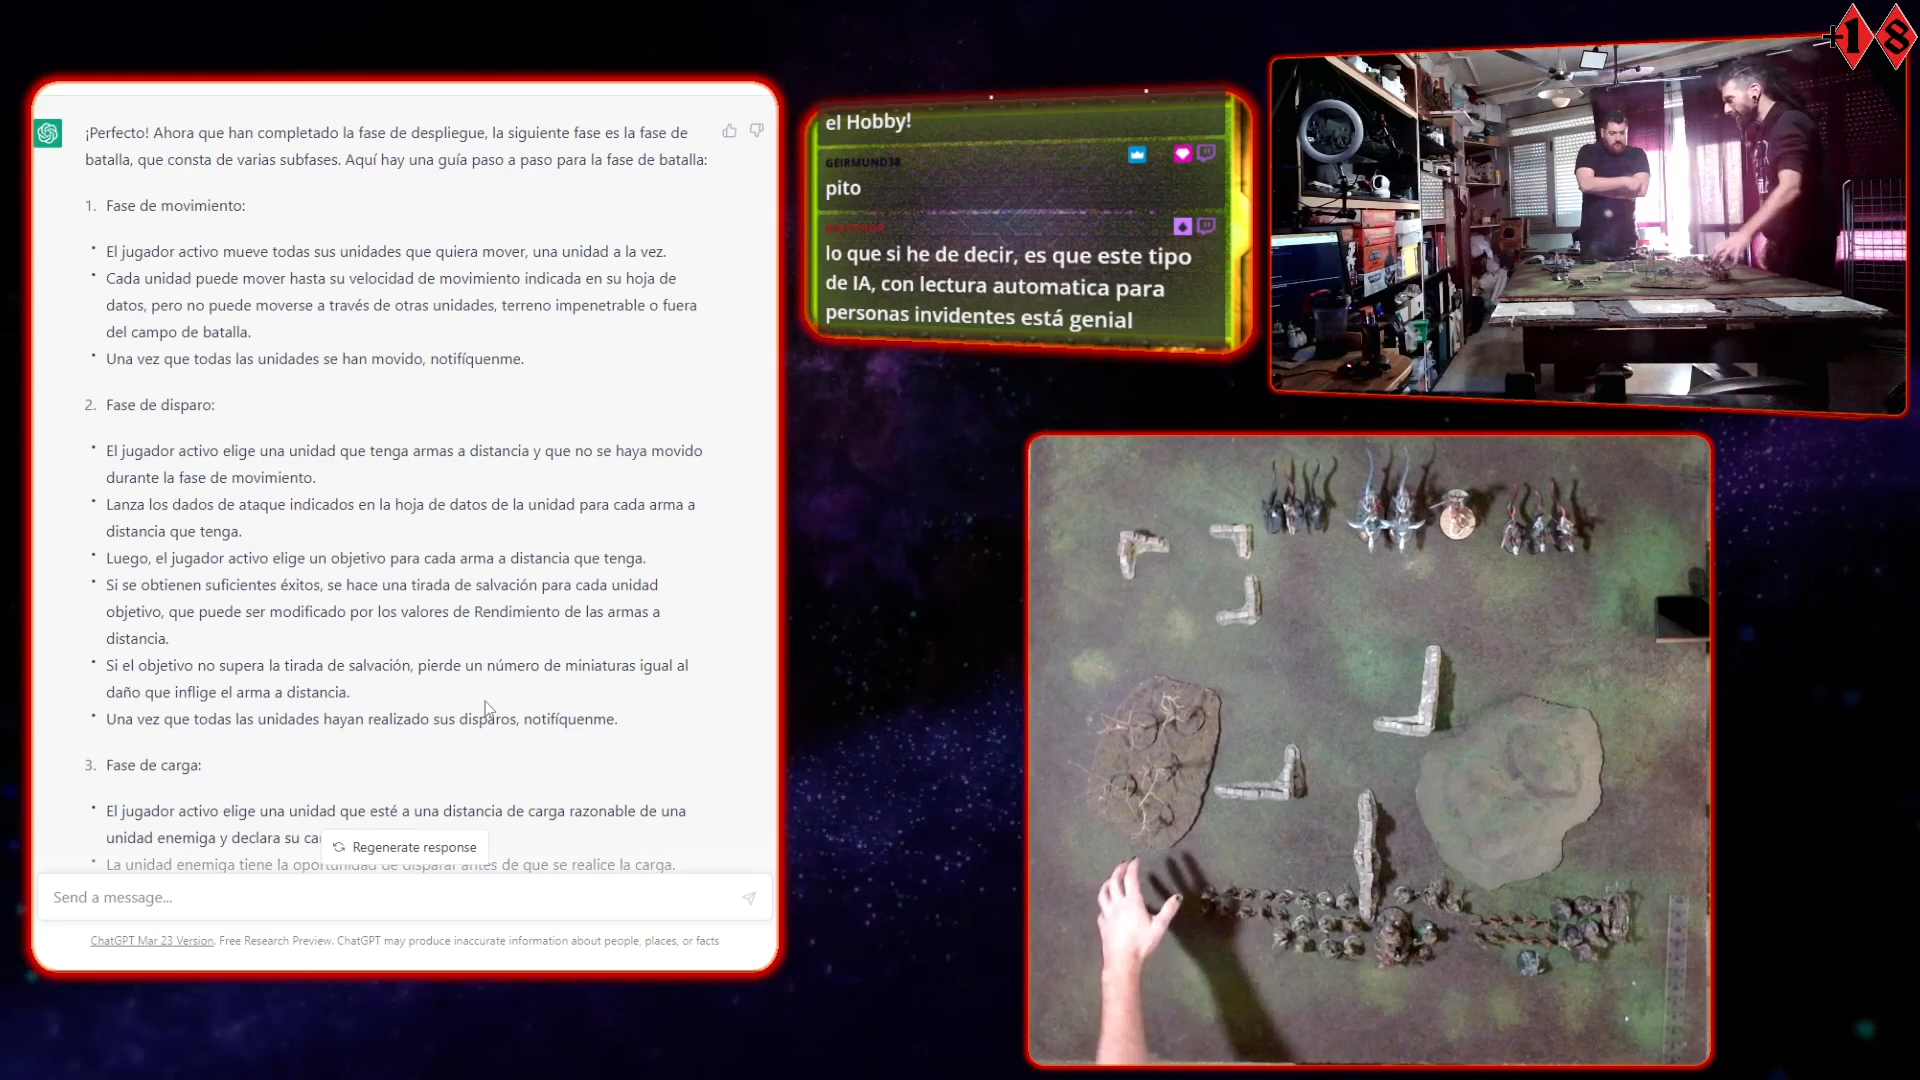 ¡Perfecto! Ahora que han completado la fase de despliegue, la siguiente fase es la fase de
batalla, que consta de varias subfases. Aquí hay una guía paso a paso para la fase de batalla:
1. Fase de movimiento:
• El jugador activo mueve todas sus unidades que quiera mover, una unidad a la vez.
• Cada unidad puede mover hasta su velocidad de movimiento indicada en su hoja de
datos, pero no puede moverse a través de otras unidades, terreno impenetrable o fuera
del campo de batalla.
• Una vez que todas las unidades se han movido, notifíquenme.
2. Fase de disparo:
• El jugador activo elige una unidad que tenga armas a distancia y que no se haya movido
durante la fase de movimiento.
• Lanza los dados de ataque indicados en la hoja de datos de la unidad para cada arma a
distancia que tenga.
• Luego, el jugador activo elige un objetivo para cada arma a distancia que tenga.
• Si se obtienen suficientes éxitos, se hace una tirada de salvación para cada unidad
objetivo, que puede ser modificado por los valores de Rendimiento de las armas a
distancia.
• Si el objetivo no supera la tirada de salvación, pierde un número de miniaturas igual al
daño que inflige el arma a distancia.
• Una vez que todas las unidades hayan realizado sus disparos, notifíquenme.
3. Fase de carga:
• El jugador activo elige una unidad que esté a una distancia de carga razonable de una
unidad enemiga y declara su ca
• La unidad enemiga tiene la oportunidad de disparar antes de que se realice la carga.
Regenerate response
Send a message...
ChatGPT Mar 23 Version. Free Research Preview. ChatGPT may produce inaccurate information about people, places, or facts
el Hobby!
GEIRMUND38
pito
lo que si he de decir, es que este tipo
de IA, con lectura automatica para
personas invidentes está genial
+18